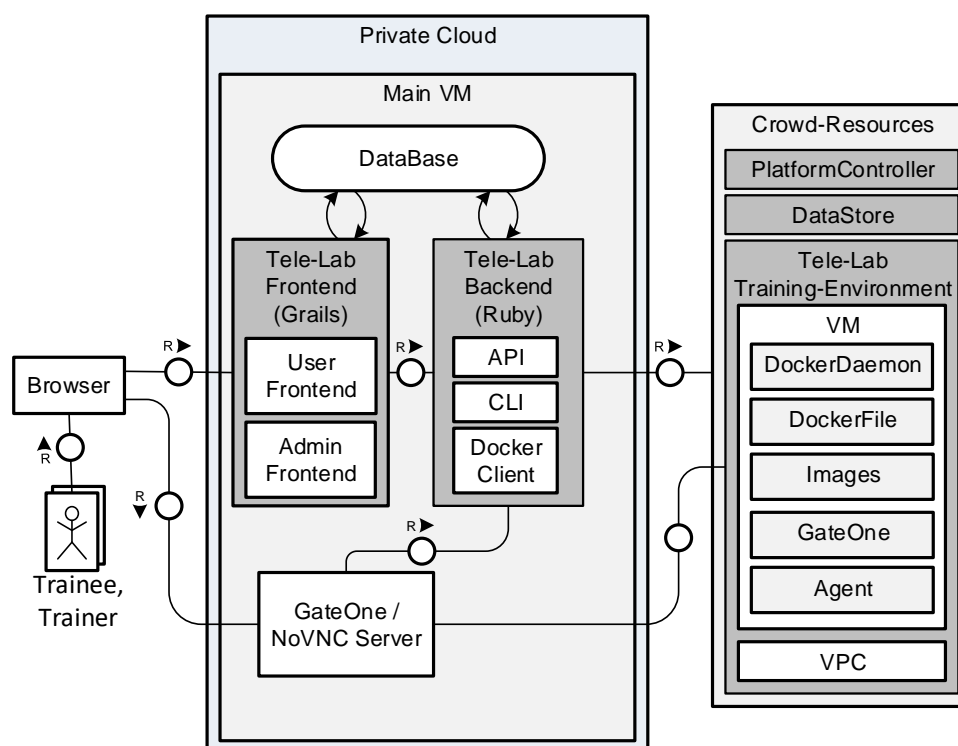 Private Cloud
Main VM
DataBase
Tele-Lab
Frontend
(Grails)
User
Frontend
Admin
Frontend
Tele-Lab
Backend
(Ruby)
API
CLI
Docker
Client
GateOne /
NoVNC Server
Browser
R
R
R
R
R
R
Trainee,
Trainer
Crowd-Resources
PlatformController
DataStore
Tele-Lab
Training-Environment
VM
DockerDaemon
DockerFile
Images
GateOne
Agent
VPC